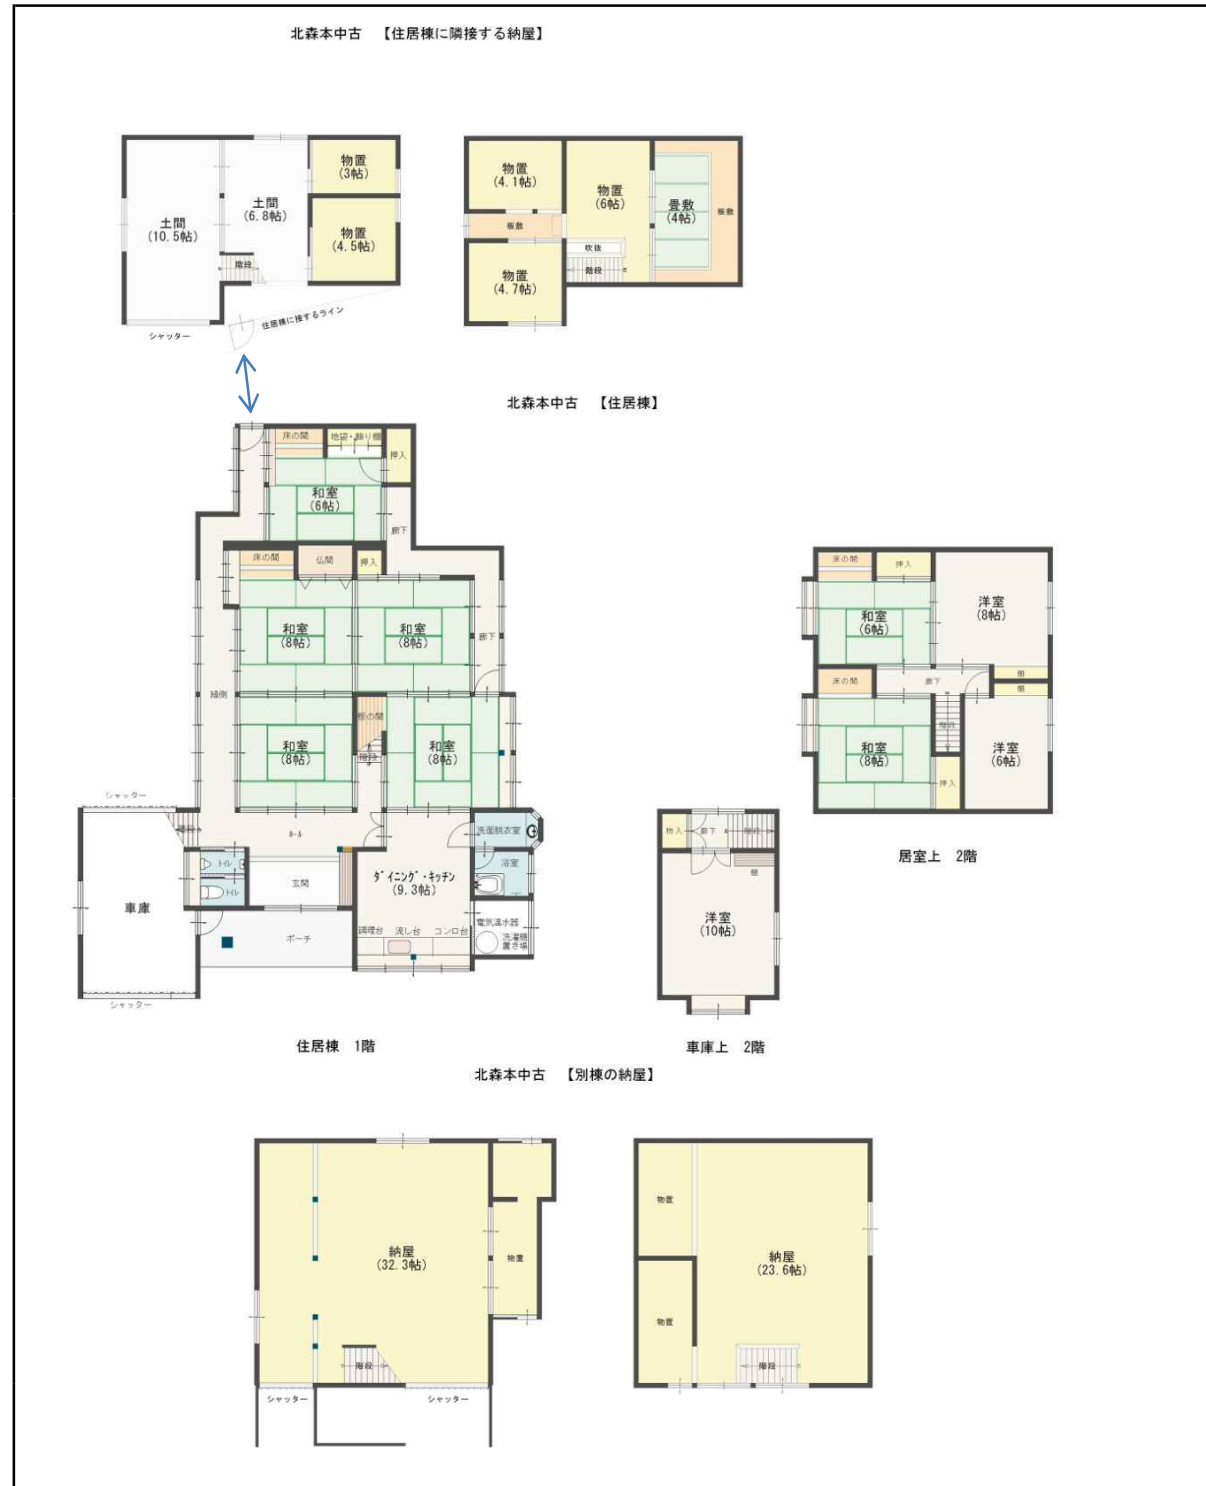 北森本中古　【住居棟に隣接する納屋】
土間
(10.5帖)
土間
(6.8帖)
物置
(3帖)
物置
(4.5帖)
階段
シャッター
住居棟に接するライン
物置
(4.1帖)
板敷
物置
(4.7帖)
物置
(6帖)
吹抜
階段
畳敷
(4帖)
板敷
北森本中古　【住居棟】
床の間
地袋・飾り棚
押入
和室
(6帖)
廊下
床の間
仏間
押入
和室
(8帖)
和室
(8帖)
廊下
縁側
和室
(8帖)
板の間
階段
和室
(8帖)
シャッター
階段
ホール
トイレ
トイレ
玄関
車庫
ポーチ
シャッター
ダイニング・キッチン
(9.3帖)
調理台
流し台
コンロ台
洗面脱衣室
浴室
電気温水器
洗濯機
置き場
住居棟　1階
床の間
押入
和室
(6帖)
洋室
(8帖)
棚
床の間
廊下
棚
階段
和室
(8帖)
押入
洋室
(6帖)
居室上　2階
物入
廊下
階段
棚
洋室
(10帖)
車庫上　2階
北森本中古　【別棟の納屋】
納屋
(32.3帖)
物置
階段
シャッター
シャッター
物置
納屋
(23.6帖)
物置
階段